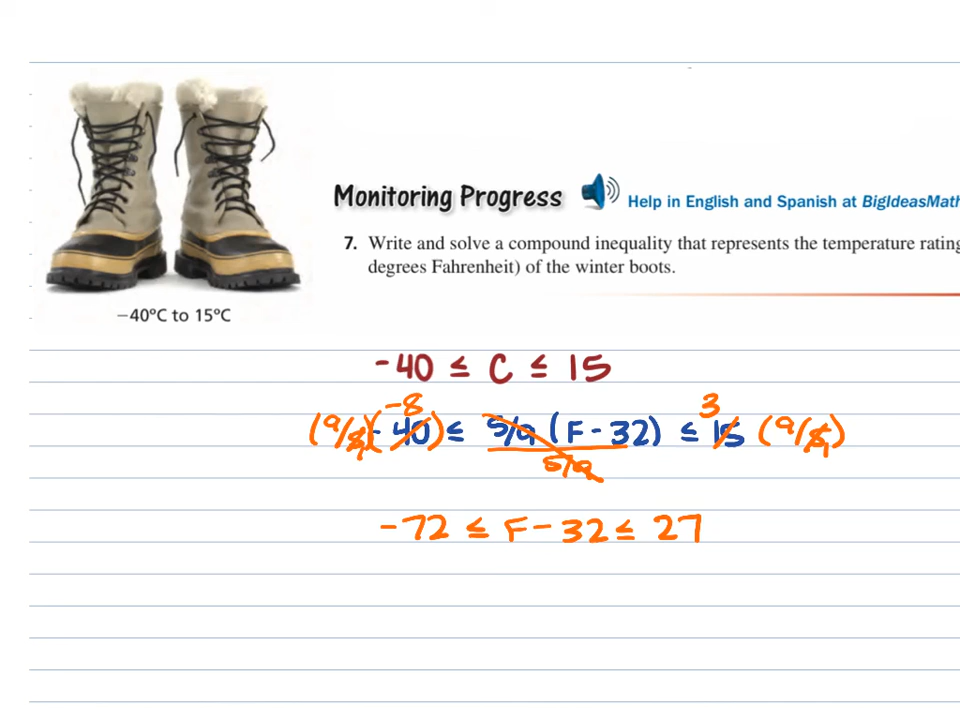 Monitoring Progress
Help in English and Spanish at BigIdeasMath
7. Write and solve a compound inequality that represents the temperature rating
degrees Fahrenheit) of the winter boots.
−40°C to 15°C
-40 ≤ C ≤ 15
-8 3
(9/5)(-40) ≤ 5/9 (F - 32) ≤ 15 (9/5)
5/9
-72 ≤ F - 32 ≤ 27